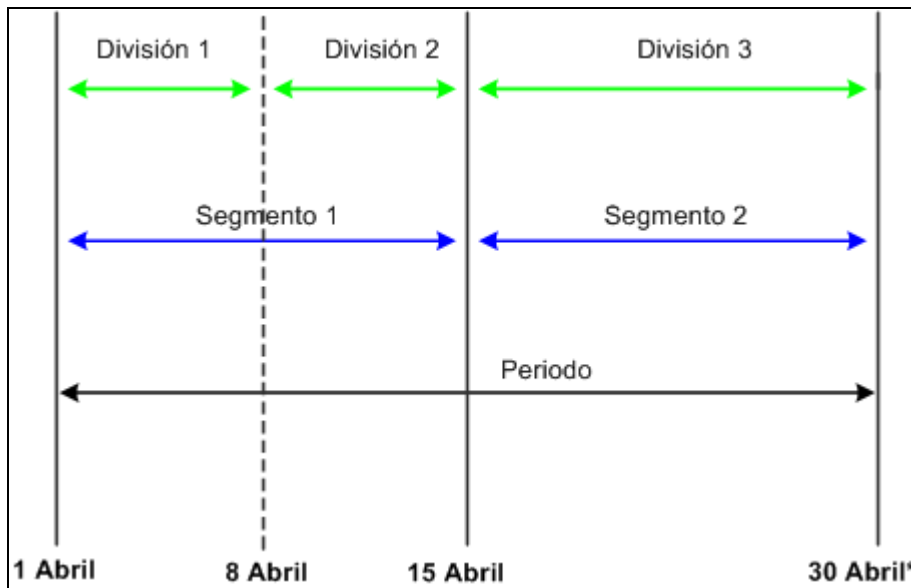 División 1 División 2 División 3
Segmento 1 Segmento 2
Periodo
1 Abril 8 Abril 15 Abril 30 Abril*